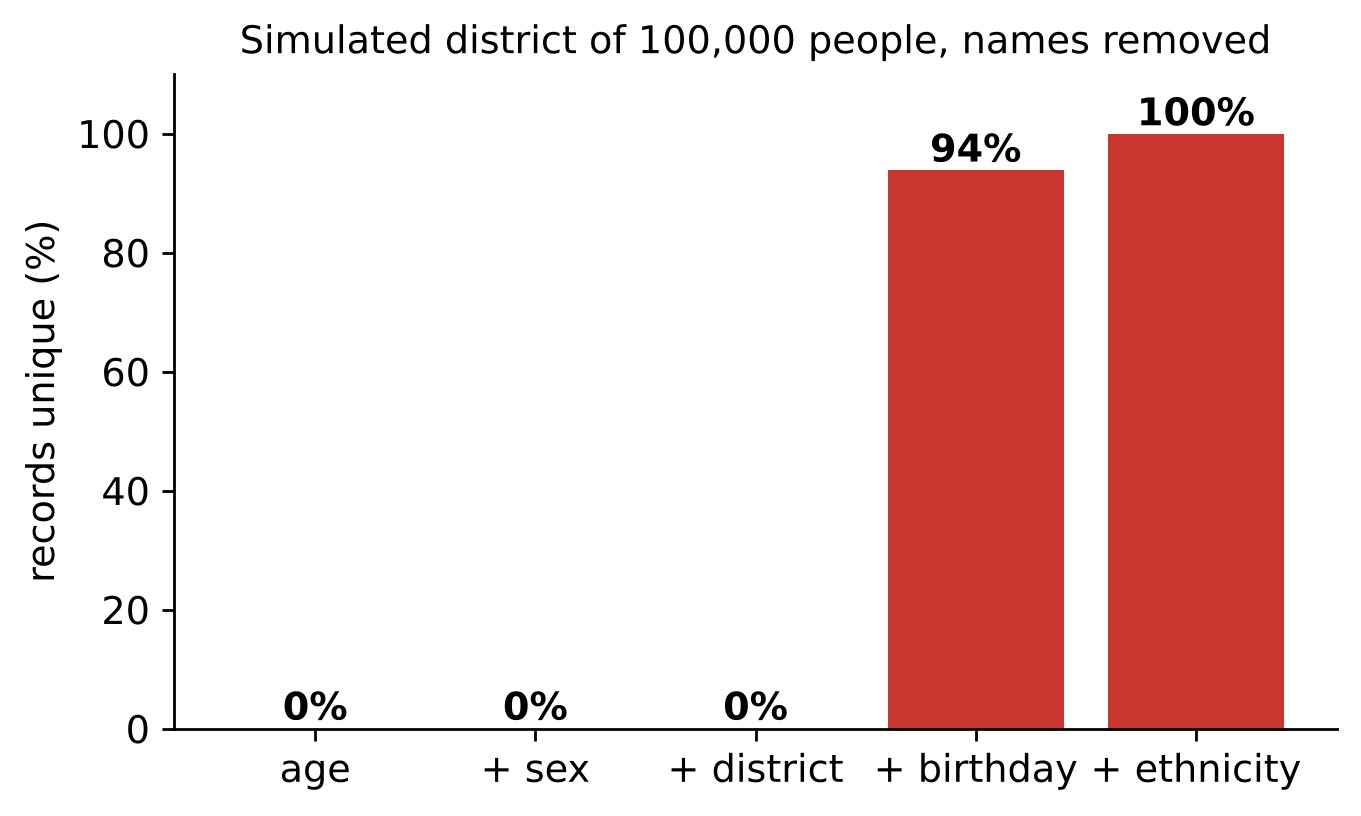 Simulated district of 100,000 people, names removed
records unique (%)
100
80
60
40
20
0
0%
0%
0%
94%
100%
age
+ sex
+ district
+ birthday
+ ethnicity